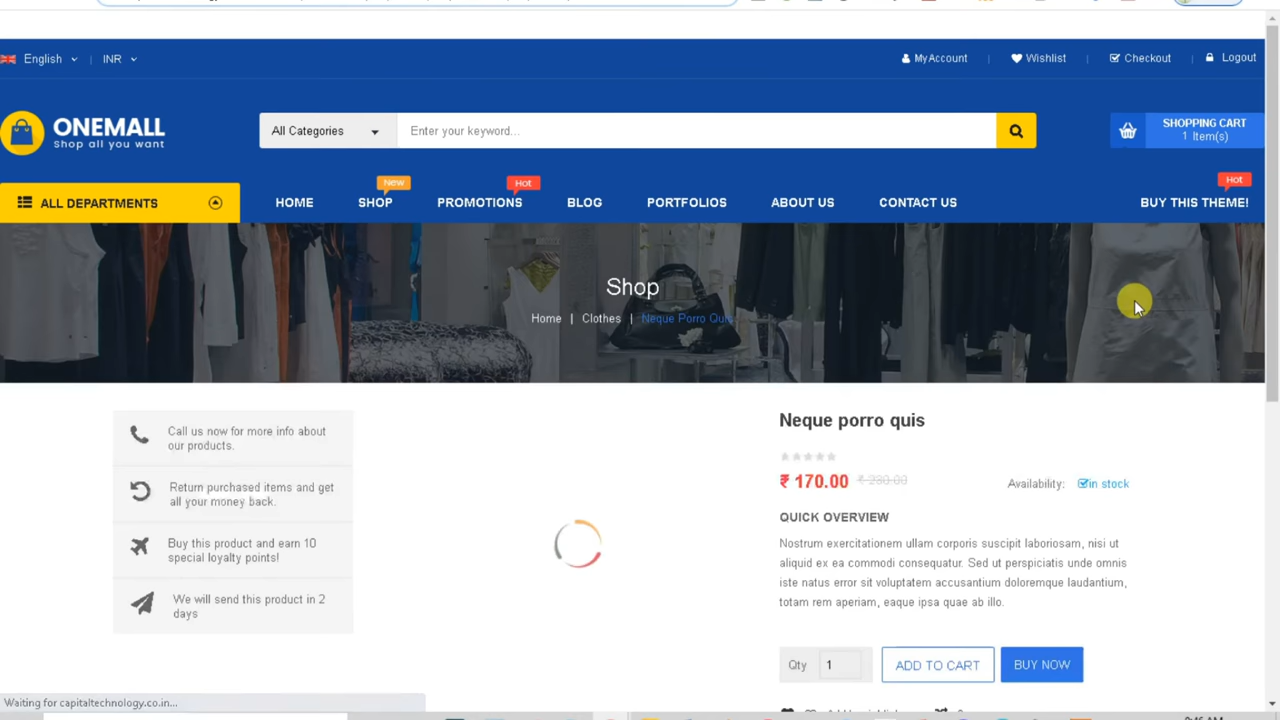 English
INR
MyAccount
Wishlist
Checkout
Logout
ONEMALL
Shop all you want
All Categories
Enter your keyword...
SHOPPING CART
1 Item(s)
New
Hot
Hot
ALL DEPARTMENTS
HOME
SHOP
PROMOTIONS
BLOG
PORTFOLIOS
ABOUT US
CONTACT US
BUY THIS THEME!
Shop
Home | Clothes | Neque Porro Quis
Call us now for more info about
our products.
Return purchased items and get
all your money back.
Buy this product and earn 10
special loyalty points!
We will send this product in 2
days
Neque porro quis
₹ 170.00 ₹ 230.00
Availability: in stock
QUICK OVERVIEW
Nostrum exercitationem ullam corporis suscipit laboriosam, nisi ut
aliquid ex ea commodi consequatur. Sed ut perspiciatis unde omnis
iste natus error sit voluptatem accusantium doloremque laudantium,
totam rem aperiam, eaque ipsa quae ab illo.
Qty 1
ADD TO CART
BUY NOW
Waiting for capitaltechnology.co.in...